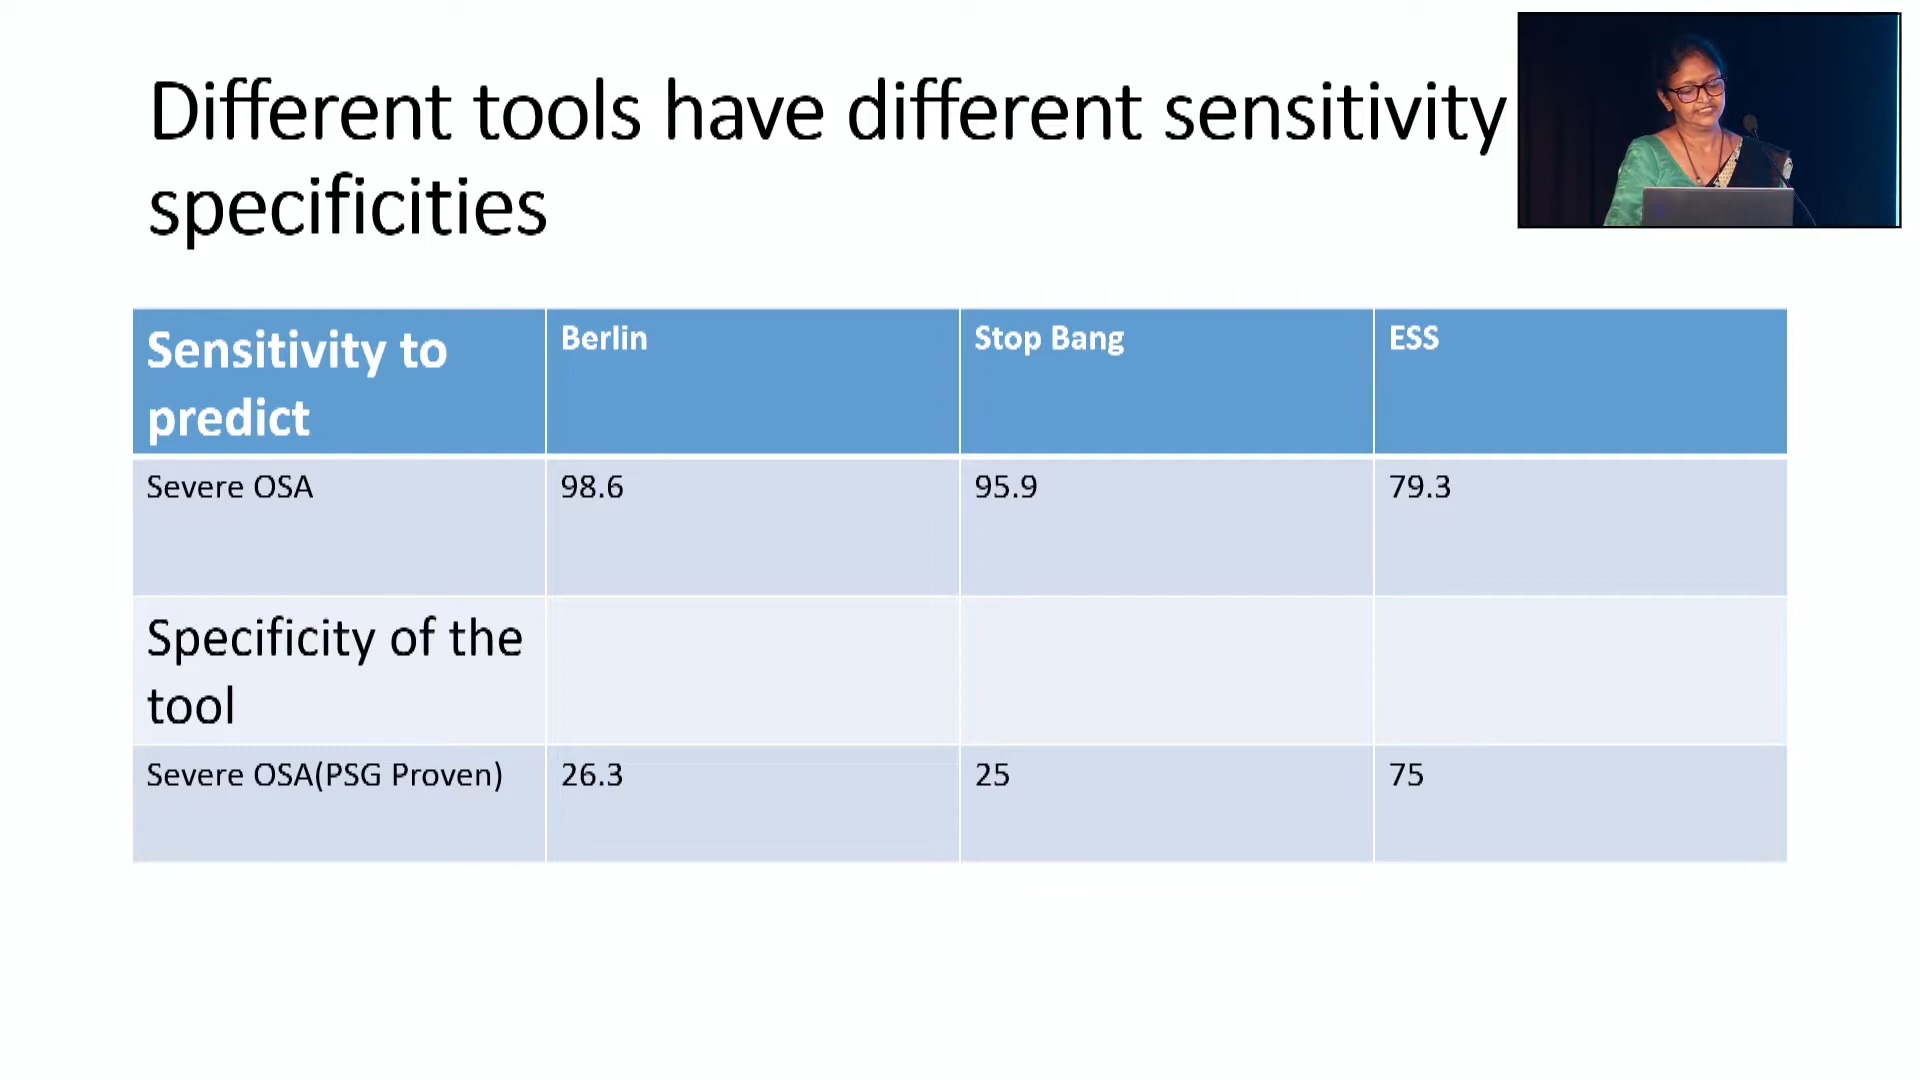 Different tools have different sensitivity
specificities
Sensitivity to
predict
Berlin
Stop Bang
ESS
Severe OSA
98.6
95.9
79.3
Specificity of the
tool
Severe OSA(PSG Proven)
26.3
25
75